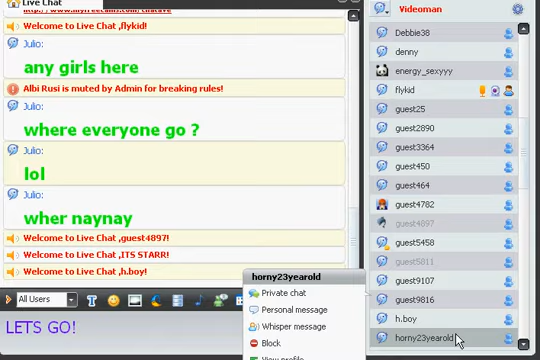 Live Chat
Welcome to Live Chat ,flykid!
Julio:
any girls here
Albi Rusi is muted by Admin for breaking rules!
Julio:
where everyone go ?
Julio:
lol
Julio:
wher naynay
Welcome to Live Chat ,guest4897!
Welcome to Live Chat ,ITS STARR!
Welcome to Live Chat ,h.boy!
All Users
LETS GO!
horny23yearold
Private chat
Personal message
Whisper message
Block
View profile
Videoman
Debbie38
denny
energy_sexyyy
flykid
guest25
guest2890
guest3364
guest450
guest464
guest4782
guest4897
guest5458
guest5811
guest9107
guest9816
h.boy
horny23yearold